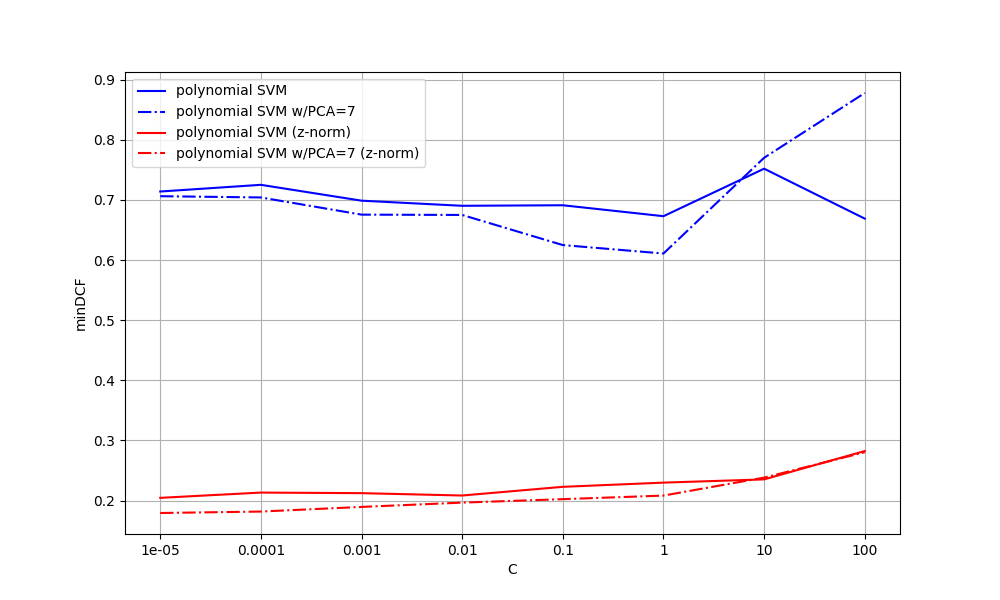 0.9
0.8
0.7
0.6
0.5
0.4
0.3
0.2
minDCF
polynomial SVM
polynomial SVM w/PCA=7
polynomial SVM (z-norm)
polynomial SVM w/PCA=7 (z-norm)
1e-05 0.0001 0.001 0.01 0.1 1 10 100
C